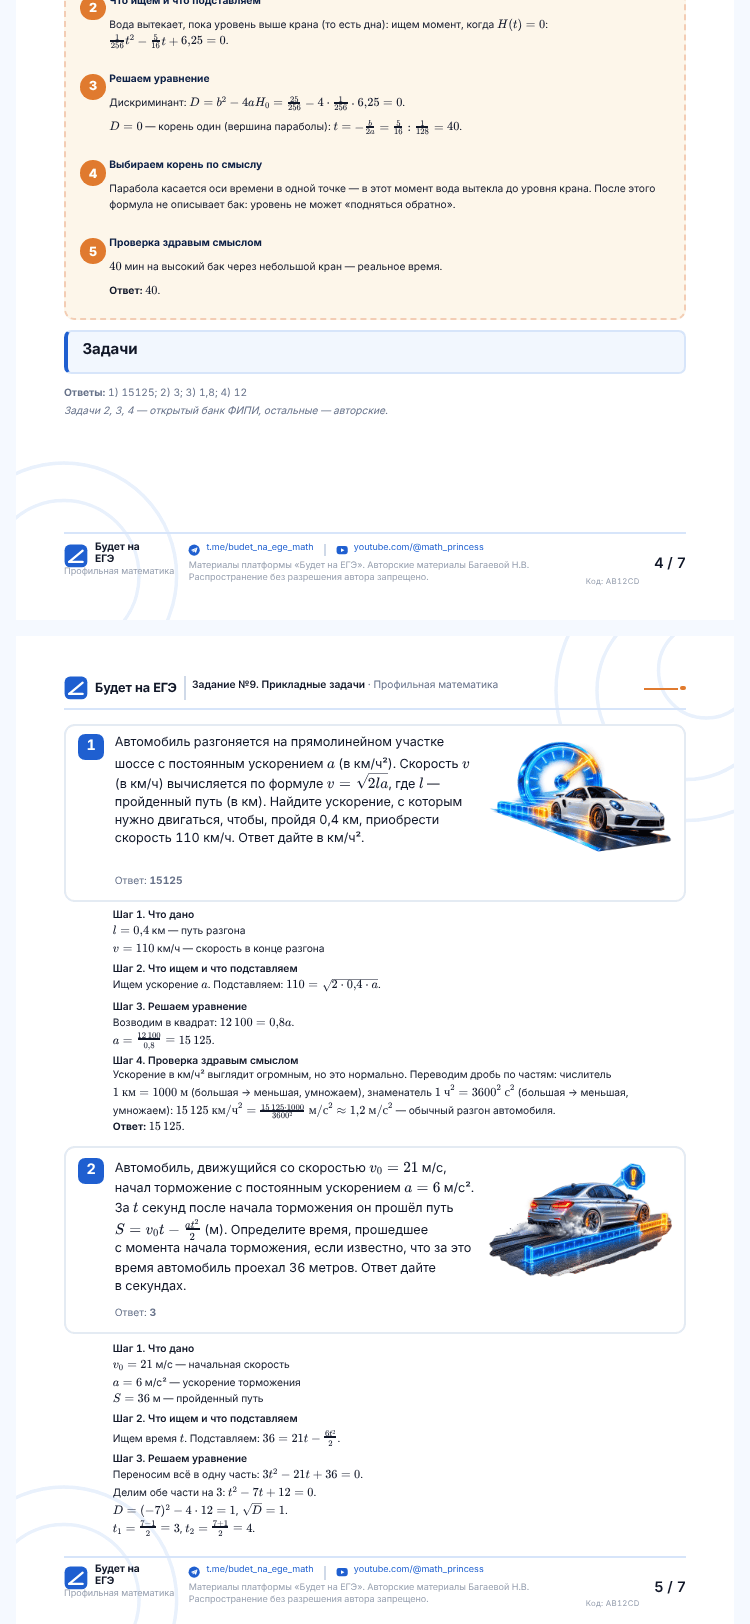 2 Что ищем и что подставляем
Вода вытекает, пока уровень выше крана (то есть дна): ищем момент, когда H(t) = 0:
1/256 t² − 5/16 t + 6,25 = 0.
3 Решаем уравнение
Дискриминант: D = b² − 4aH₀ = 25/256 − 4 · 1/256 · 6,25 = 0.
D = 0 — корень один (вершина параболы): t = −b/2a = 5/16 : 1/128 = 40.
4 Выбираем корень по смыслу
Парабола касается оси времени в одной точке — в этот момент вода вытекла до уровня крана. После этого
формула не описывает бак: уровень не может «подняться обратно».
5 Проверка здравым смыслом
40 мин на высокий бак через небольшой кран — реальное время.
Ответ: 40.
Задачи
Ответы: 1) 15125; 2) 3; 3) 1,8; 4) 12
Задачи 2, 3, 4 — открытый банк ФИПИ, остальные — авторские.
Будет на
ЕГЭ
Профильная математика
t.me/budet_na_ege_math | youtube.com/@math_princess
Материалы платформы «Будет на ЕГЭ». Авторские материалы Багаевой Н.В.
Распространение без разрешения автора запрещено.
Код: AB12CD
4 / 7
Будет на ЕГЭ | Задание №9. Прикладные задачи · Профильная математика
1 Автомобиль разгоняется на прямолинейном участке
шоссе с постоянным ускорением a (в км/ч²). Скорость v
(в км/ч) вычисляется по формуле v = √2la, где l —
пройденный путь (в км). Найдите ускорение, с которым
нужно двигаться, чтобы, пройдя 0,4 км, приобрести
скорость 110 км/ч. Ответ дайте в км/ч².
Ответ: 15125
Шаг 1. Что дано
l = 0,4 км — путь разгона
v = 110 км/ч — скорость в конце разгона
Шаг 2. Что ищем и что подставляем
Ищем ускорение a. Подставляем: 110 = √2 · 0,4 · a.
Шаг 3. Решаем уравнение
Возводим в квадрат: 12 100 = 0,8a.
a = 12 100/0,8 = 15 125.
Шаг 4. Проверка здравым смыслом
Ускорение в км/ч² выглядит огромным, но это нормально. Переводим дробь по частям: числитель
1 км = 1000 м (большая → меньшая, умножаем), знаменатель 1 ч² = 3600² с² (большая → меньшая,
умножаем): 15 125 км/ч² = 15 125·1000/3600² м/с² ≈ 1,2 м/с² — обычный разгон автомобиля.
Ответ: 15 125.
2 Автомобиль, движущийся со скоростью v₀ = 21 м/с,
начал торможение с постоянным ускорением a = 6 м/с².
За t секунд после начала торможения он прошёл путь
S = v₀t − at²/2 (м). Определите время, прошедшее
с момента начала торможения, если известно, что за это
время автомобиль проехал 36 метров. Ответ дайте
в секундах.
Ответ: 3
Шаг 1. Что дано
v₀ = 21 м/с — начальная скорость
a = 6 м/с² — ускорение торможения
S = 36 м — пройденный путь
Шаг 2. Что ищем и что подставляем
Ищем время t. Подставляем: 36 = 21t − 6t²/2.
Шаг 3. Решаем уравнение
Переносим всё в одну часть: 3t² − 21t + 36 = 0.
Делим обе части на 3: t² − 7t + 12 = 0.
D = (−7)² − 4 · 12 = 1, √D = 1.
t₁ = 7−1/2 = 3, t₂ = 7+1/2 = 4.
Будет на
ЕГЭ
Профильная математика
t.me/budet_na_ege_math | youtube.com/@math_princess
Материалы платформы «Будет на ЕГЭ». Авторские материалы Багаевой Н.В.
Распространение без разрешения автора запрещено.
Код: AB12CD
5 / 7